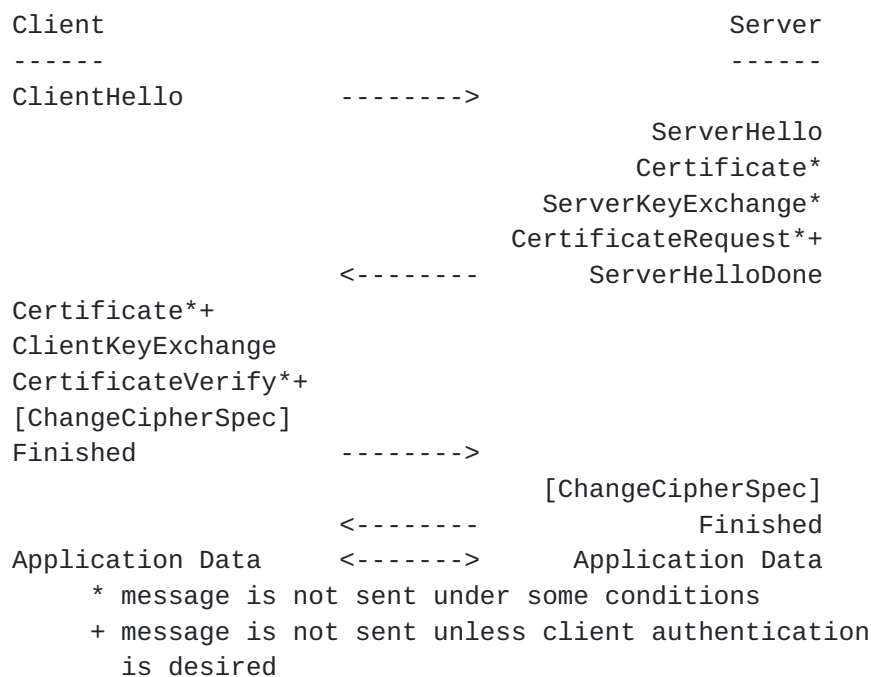 Client                                        Server
------                                        ------
ClientHello          -------->
                                         ServerHello
                                        Certificate*
                                  ServerKeyExchange*
                                CertificateRequest*+
                     <--------       ServerHelloDone
Certificate*+
ClientKeyExchange
CertificateVerify*+
[ChangeCipherSpec]
Finished             -------->
                                  [ChangeCipherSpec]
                     <--------              Finished
Application Data     <------->      Application Data
     * message is not sent under some conditions
     + message is not sent unless client authentication
       is desired